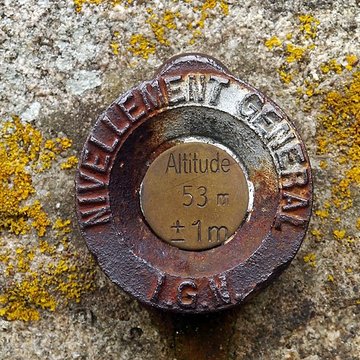 NIVELLEMENT GENERAL
Altitude
53 m
±1m
I.G.N.